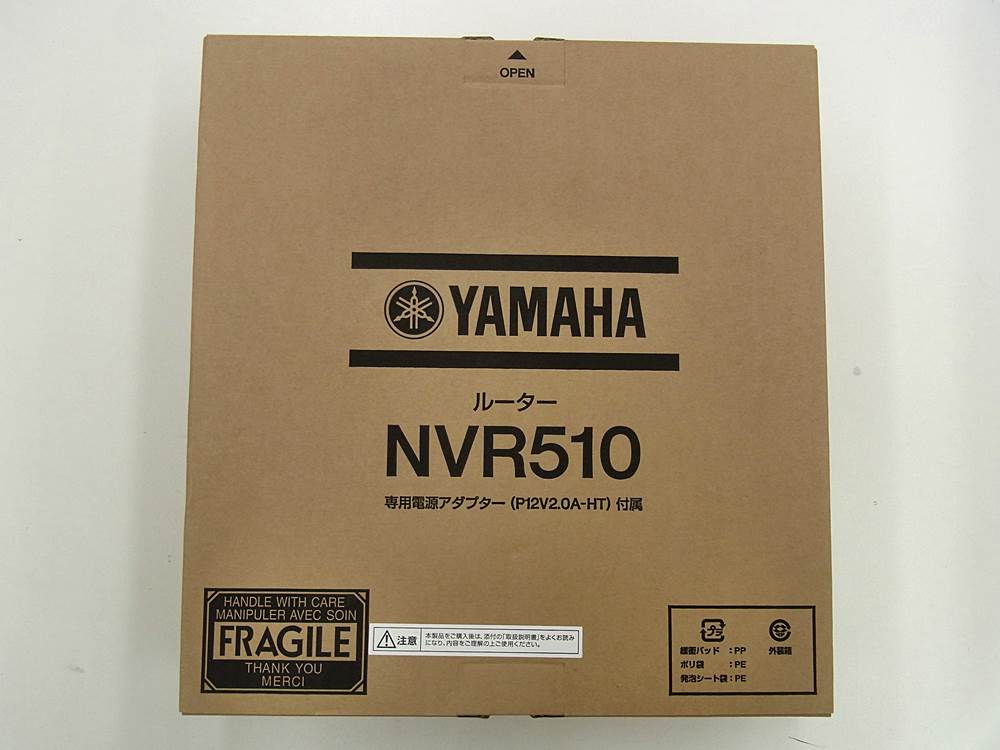 OPEN
YAMAHA
ルーター
NVR510
専用電源アダプター（P12V2.0A-HT）付属
HANDLE WITH CARE
MANIPULER AVEC SOIN
FRAGILE
THANK YOU
MERCI
注意
本製品をご購入後は、添付の「取扱説明書」をよくお読み
になり、内容をご理解の上ご使用ください。
プラ
緩衝パッド：PP
外装箱
ポリ袋：PE
発泡シート袋：PE